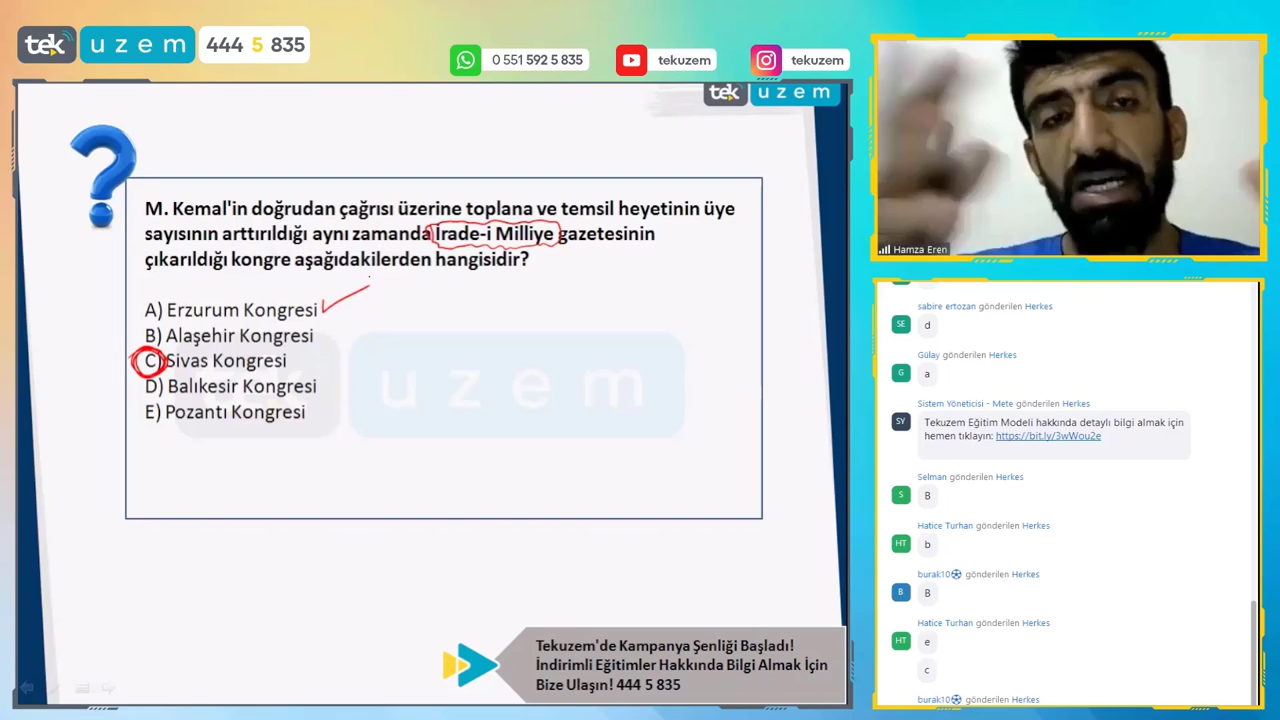 tek uzem 444 5 835
0 551 592 5 835
tekuzem
tekuzem
tek uzem
M. Kemal'in doğrudan çağrısı üzerine toplana ve temsil heyetinin üye
sayısının arttırıldığı aynı zamanda İrade-i Milliye gazetesinin
çıkarıldığı kongre aşağıdakilerden hangisidir?
A) Erzurum Kongresi
B) Alaşehir Kongresi
C) Sivas Kongresi
D) Balıkesir Kongresi
E) Pozantı Kongresi
tek uzem
Tekuzem'de Kampanya Şenliği Başladı!
İndirimli Eğitimler Hakkında Bilgi Almak İçin
Bize Ulaşın! 444 5 835
Hamza Eren
sabire ertozan gönderilen Herkes
SE d
Gülay gönderilen Herkes
G a
Sistem Yöneticisi - Mete gönderilen Herkes
SY Tekuzem Eğitim Modeli hakkında detaylı bilgi almak için
hemen tıklayın: https://bit.ly/3wWou2e
Selman gönderilen Herkes
S B
Hatice Turhan gönderilen Herkes
HT b
burak10⚽ gönderilen Herkes
B B
Hatice Turhan gönderilen Herkes
HT e
c
burak10⚽ gönderilen Herkes